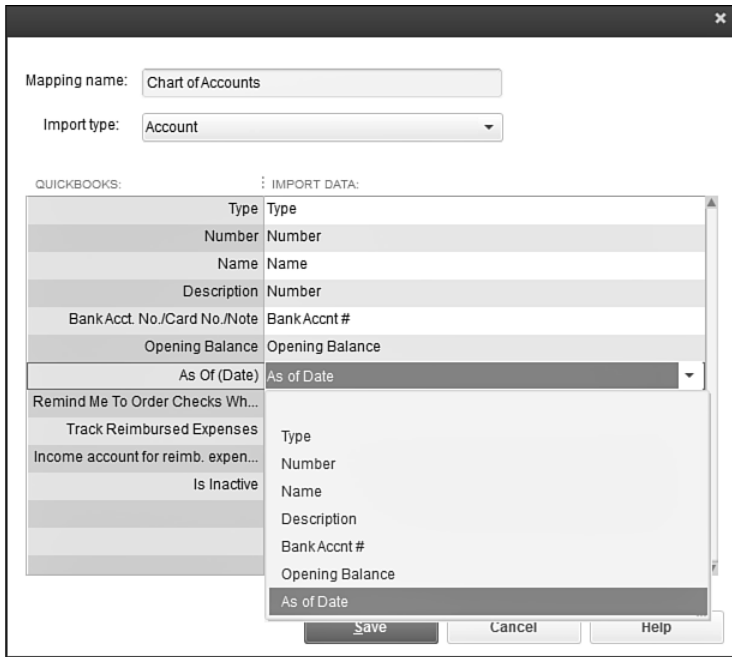 Mapping name: Chart of Accounts
Import type: Account
QUICKBOOKS: IMPORT DATA:
Type Type
Number Number
Name Name
Description Number
Bank Acct. No./Card No./Note Bank Accnt #
Opening Balance Opening Balance
As Of (Date) As of Date
Remind Me To Order Checks Wh...
Track Reimbursed Expenses
Income account for reimb. expen...
Is Inactive
Type
Number
Name
Description
Bank Accnt #
Opening Balance
As of Date
Save Cancel Help